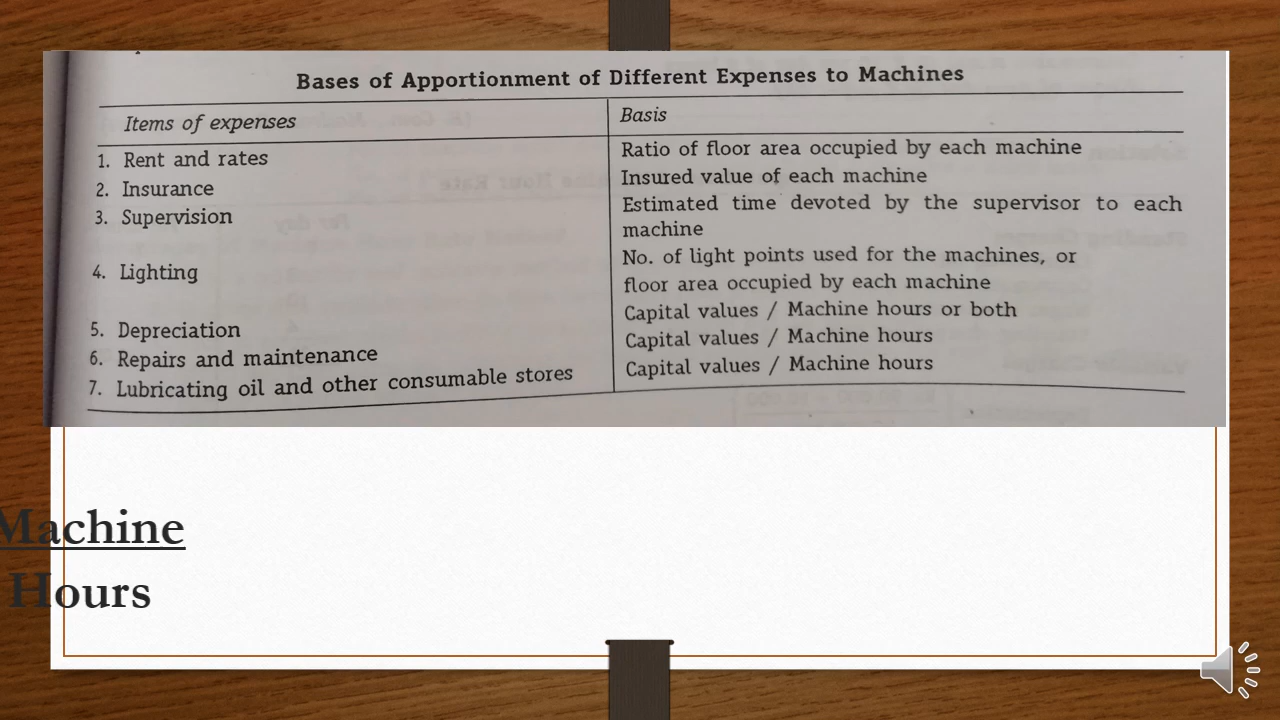 Bases of Apportionment of Different Expenses to Machines
Items of expenses Basis
1. Rent and rates Ratio of floor area occupied by each machine
2. Insurance Insured value of each machine
3. Supervision Estimated time devoted by the supervisor to each
machine
4. Lighting No. of light points used for the machines, or
floor area occupied by each machine
5. Depreciation Capital values / Machine hours or both
6. Repairs and maintenance Capital values / Machine hours
7. Lubricating oil and other consumable stores Capital values / Machine hours
Machine
Hours